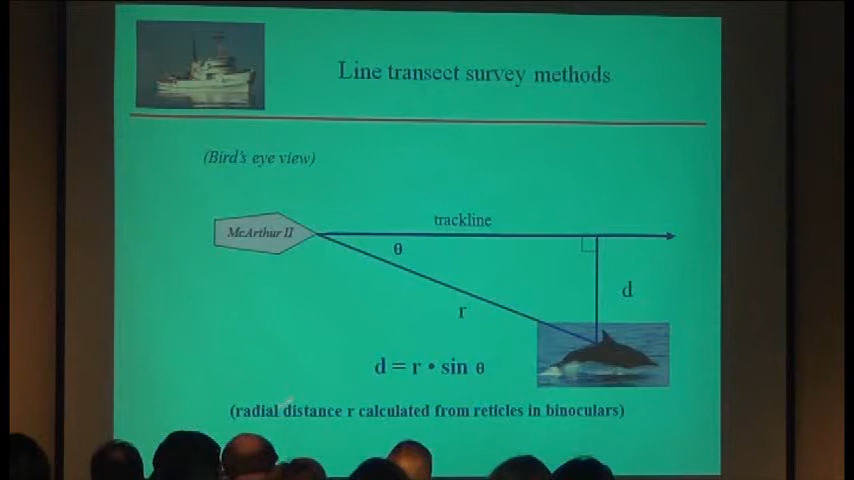 Line transect survey methods
(Bird's eye view)
trackline
McArthur II
θ
d
r
d = r • sin θ
(radial distance r calculated from reticles in binoculars)